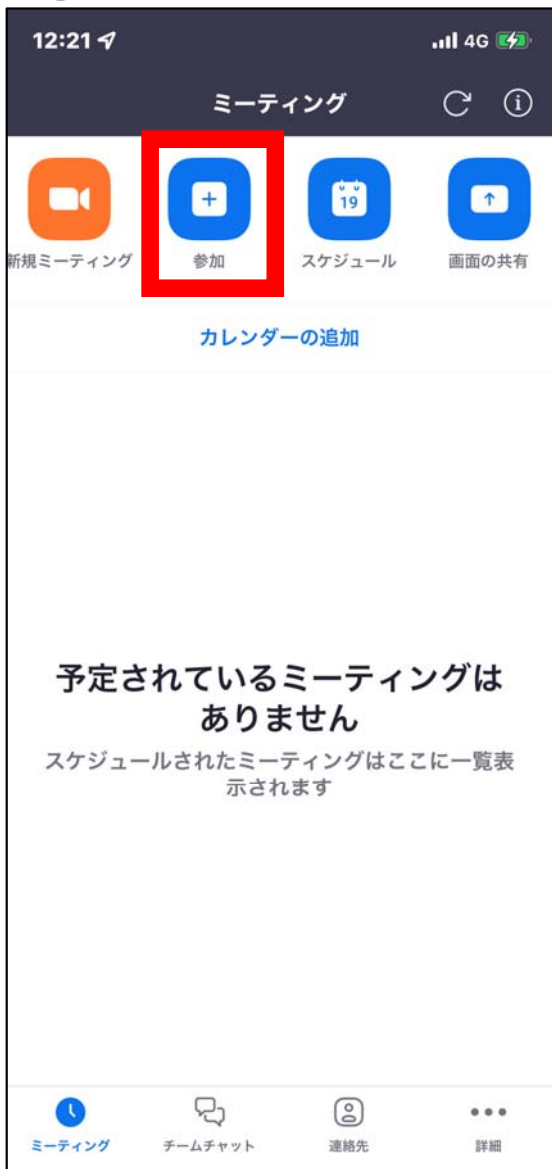 12:21
4G
ミーティング
新規ミーティング
参加
19
スケジュール
画面の共有
カレンダーの追加
予定されているミーティングは
ありません
スケジュールされたミーティングはここに一覧表
示されます
ミーティング
チームチャット
連絡先
詳細